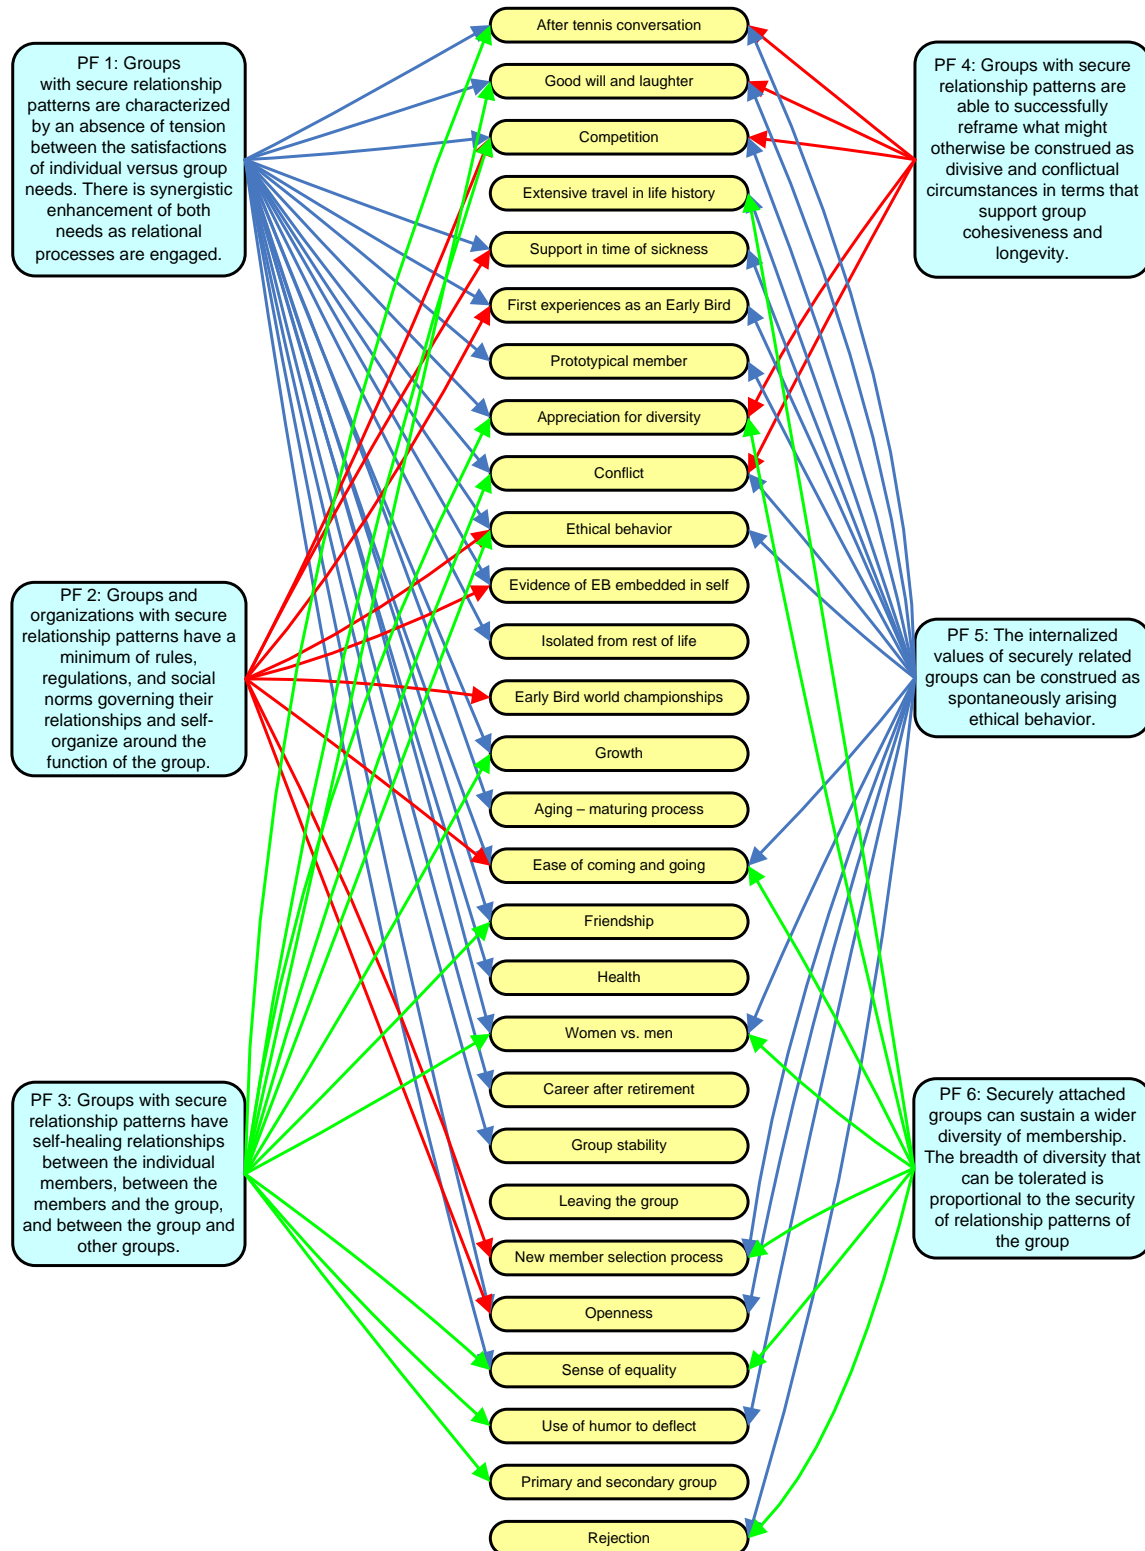 After tennis conversation
Good will and laughter
Competition
Extensive travel in life history
Support in time of sickness
First experiences as an Early Bird
Prototypical member
Appreciation for diversity
Conflict
Ethical behavior
Evidence of EB embedded in self
Isolated from rest of life
Early Bird world championships
Growth
Aging – maturing process
Ease of coming and going
Friendship
Health
Women vs. men
Career after retirement
Group stability
Leaving the group
New member selection process
Openness
Sense of equality
Use of humor to deflect
Primary and secondary group
Rejection
PF 1: Groups
with secure relationship
patterns are characterized
by an absence of tension
between the satisfactions
of individual versus group
needs. There is synergistic
enhancement of both
needs as relational
processes are engaged.
PF 2: Groups and
organizations with secure
relationship patterns have a
minimum of rules,
regulations, and social
norms governing their
relationships and self-
organize around the
function of the group.
PF 3: Groups with secure
relationship patterns have
self-healing relationships
between the individual
members, between the
members and the group,
and between the group and
other groups.
PF 4: Groups with secure
relationship patterns are
able to successfully
reframe what might
otherwise be construed as
divisive and conflictual
circumstances in terms that
support group
cohesiveness and
longevity.
PF 5: The internalized
values of securely related
groups can be construed as
spontaneously arising
ethical behavior.
PF 6: Securely attached
groups can sustain a wider
diversity of membership.
The breadth of diversity that
can be tolerated is
proportional to the security
of relationship patterns of
the group